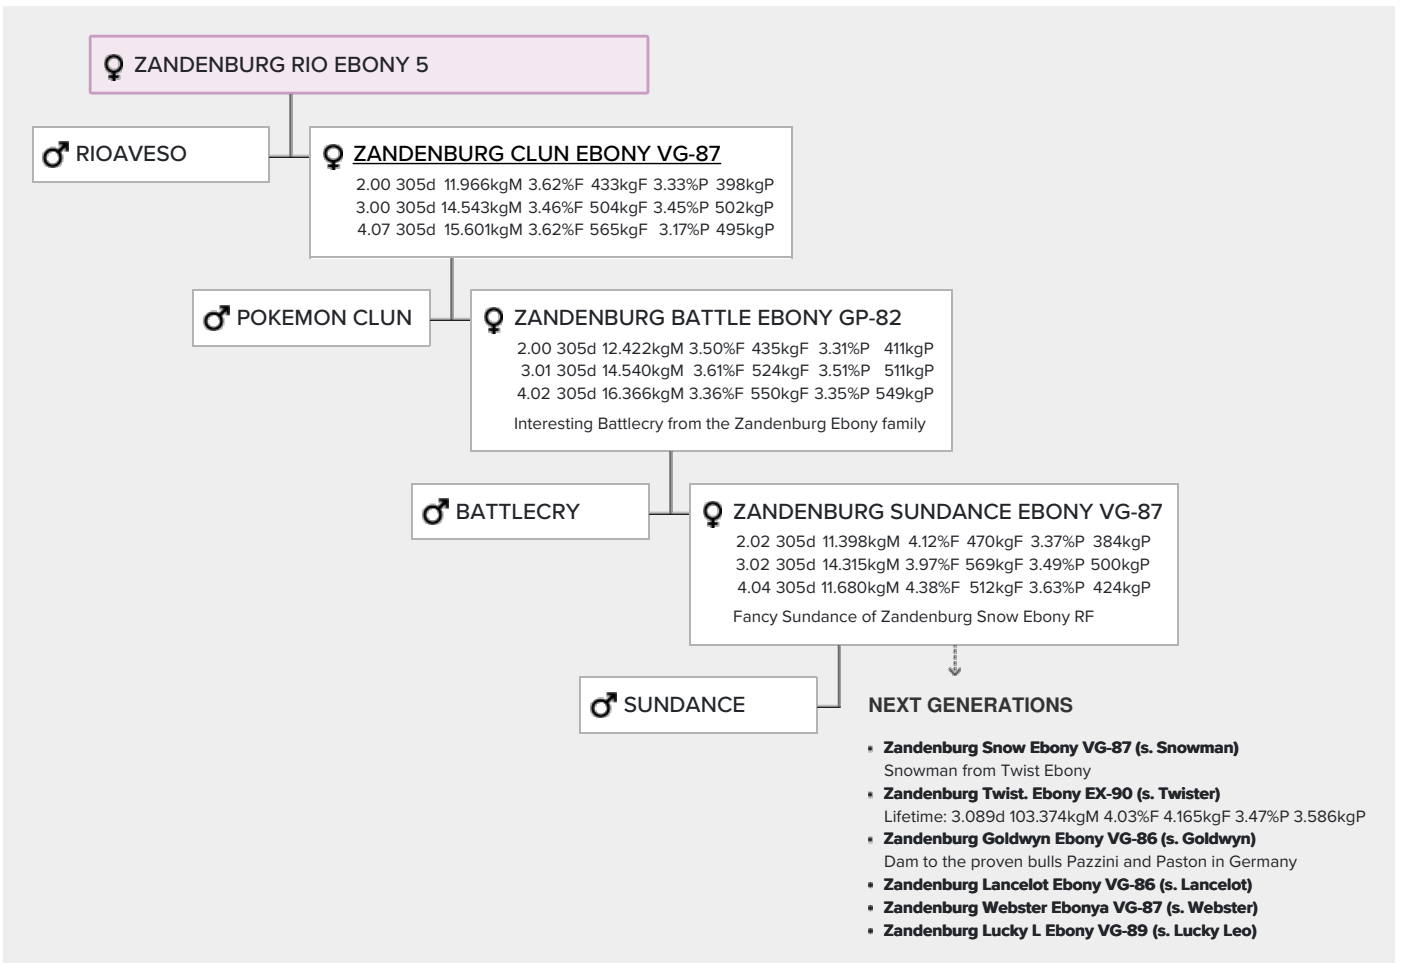 ZANDENBURG RIO EBONY 5
RIOAVESO
ZANDENBURG CLUN EBONY VG-87
2.00 305d 11.966kgM 3.62%F 433kgF 3.33%P 398kgP
3.00 305d 14.543kgM 3.46%F 504kgF 3.45%P 502kgP
4.07 305d 15.601kgM 3.62%F 565kgF 3.17%P 495kgP
POKEMON CLUN
ZANDENBURG BATTLE EBONY GP-82
2.00 305d 12.422kgM 3.50%F 435kgF 3.31%P 411kgP
3.01 305d 14.540kgM 3.61%F 524kgF 3.51%P 511kgP
4.02 305d 16.366kgM 3.36%F 550kgF 3.35%P 549kgP
Interesting Battlecry from the Zandenburg Ebony family
BATTLECRY
ZANDENBURG SUNDANCE EBONY VG-87
2.02 305d 11.398kgM 4.12%F 470kgF 3.37%P 384kgP
3.02 305d 14.315kgM 3.97%F 569kgF 3.49%P 500kgP
4.04 305d 11.680kgM 4.38%F 512kgF 3.63%P 424kgP
Fancy Sundance of Zandenburg Snow Ebony RF
SUNDANCE
NEXT GENERATIONS
Zandenburg Snow Ebony VG-87 (s. Snowman)
Snowman from Twist Ebony
Zandenburg Twist. Ebony EX-90 (s. Twister)
Lifetime: 3.089d 103.374kgM 4.03%F 4.165kgF 3.47%P 3.586kgP
Zandenburg Goldwyn Ebony VG-86 (s. Goldwyn)
Dam to the proven bulls Pazzini and Paston in Germany
Zandenburg Lancelot Ebony VG-86 (s. Lancelot)
Zandenburg Webster Ebonya VG-87 (s. Webster)
Zandenburg Lucky L Ebony VG-89 (s. Lucky Leo)